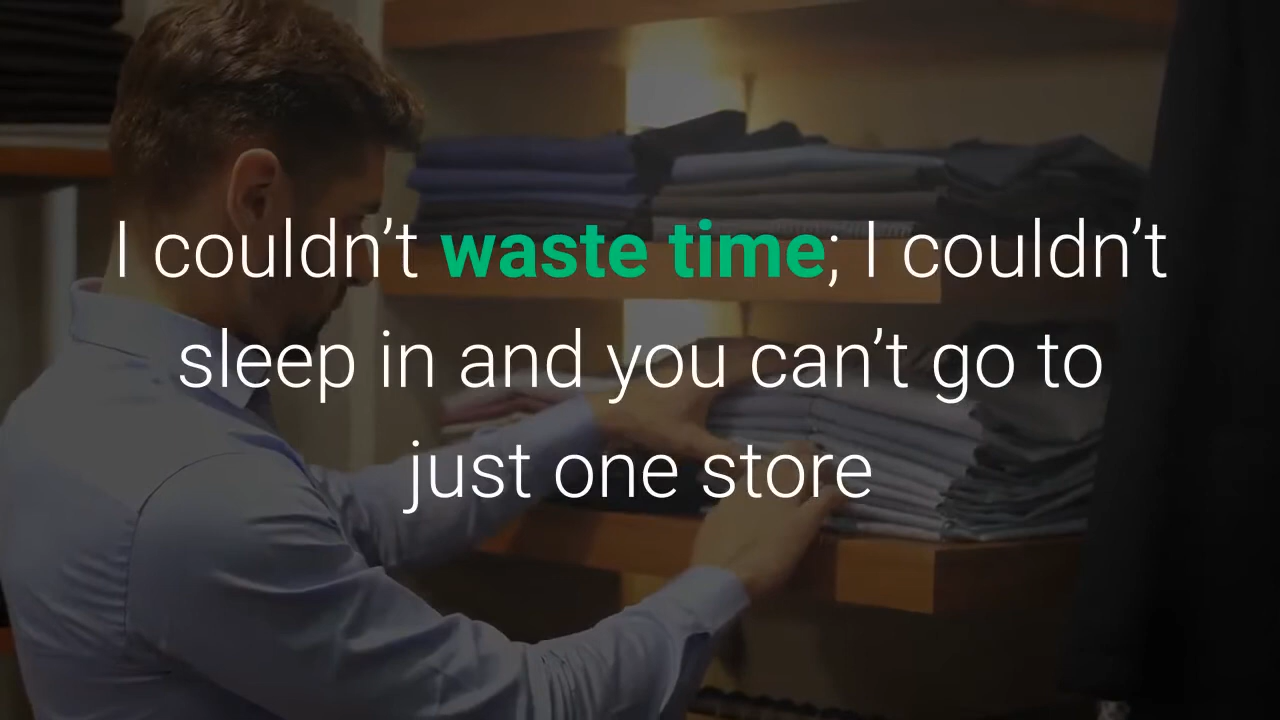 I couldn’t waste time; I couldn’t
sleep in and you can’t go to
just one store